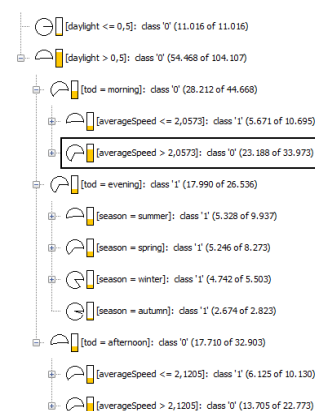 [daylight <= 0,5]: class '0' (11.016 of 11.016)
[daylight > 0,5]: class '0' (54.468 of 104.107)
[tod = morning]: class '0' (28.212 of 44.668)
[averageSpeed <= 2,0573]: class '1' (5.671 of 10.695)
[averageSpeed > 2,0573]: class '0' (23.188 of 33.973)
[tod = evening]: class '1' (17.990 of 26.536)
[season = summer]: class '1' (5.328 of 9.937)
[season = spring]: class '1' (5.246 of 8.273)
[season = winter]: class '1' (4.742 of 5.503)
[season = autumn]: class '1' (2.674 of 2.823)
[tod = afternoon]: class '0' (17.710 of 32.903)
[averageSpeed <= 2,1205]: class '1' (6.125 of 10.130)
[averageSpeed > 2,1205]: class '0' (13.705 of 22.773)